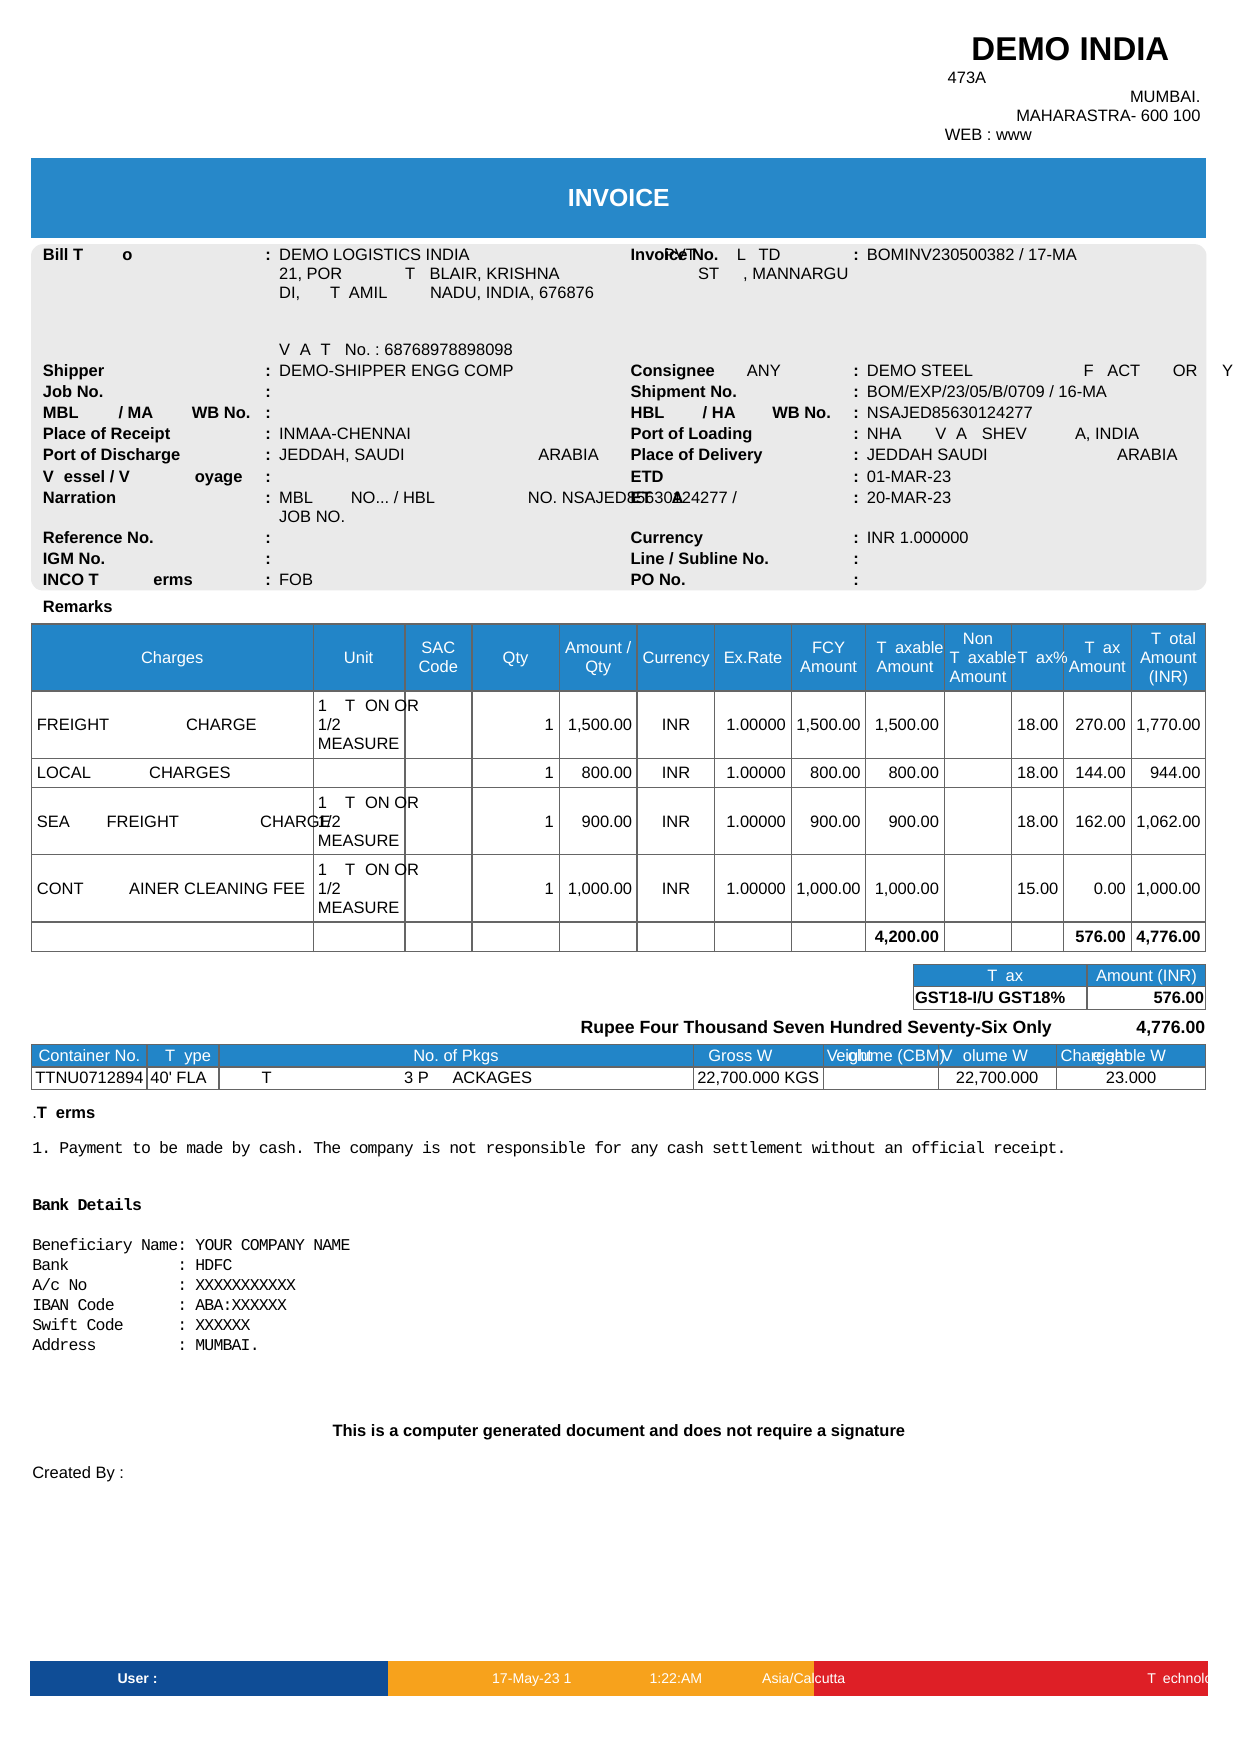 DEMO INDIA
473A
MUMBAI.
MAHARASTRA- 600 100
WEB : www
INVOICE
Bill To : DEMO LOGISTICS INDIA PVT LTD Invoice No. : BOMINV230500382 / 17-MA
21, PORT BLAIR, KRISHNA ST, MANNARGU
DI, TAMIL NADU, INDIA, 676876
VAT No. : 68768978898098
Shipper : DEMO-SHIPPER ENGG COMPANY Consignee : DEMO STEEL FACTORY
Job No. : Shipment No. : BOM/EXP/23/05/B/0709 / 16-MA
MBL / MAWB No. : HBL / HAWB No. : NSAJED85630124277
Place of Receipt : INMAA-CHENNAI Port of Loading : NHAVA SHEVA, INDIA
Port of Discharge : JEDDAH, SAUDI ARABIA Place of Delivery : JEDDAH SAUDI ARABIA
Vessel / Voyage : ETD : 01-MAR-23
Narration : MBL NO... / HBL NO. NSAJED85630124277 / ETA : 20-MAR-23
JOB NO.
Reference No. : Currency : INR 1.000000
IGM No. : Line / Subline No. :
INCO Terms : FOB PO No. :
Remarks
Charges Unit SAC Code Qty Amount / Qty Currency Ex.Rate FCY Amount Taxable Amount Non Taxable Amount Tax% Tax Amount Total Amount (INR)
FREIGHT CHARGE 1 TON OR 1/2 MEASURE 1 1,500.00 INR 1.00000 1,500.00 1,500.00 18.00 270.00 1,770.00
LOCAL CHARGES 1 800.00 INR 1.00000 800.00 800.00 18.00 144.00 944.00
SEA FREIGHT CHARGE 1 TON OR 1/2 MEASURE 1 900.00 INR 1.00000 900.00 900.00 18.00 162.00 1,062.00
CONTAINER CLEANING FEE 1 TON OR 1/2 MEASURE 1 1,000.00 INR 1.00000 1,000.00 1,000.00 15.00 0.00 1,000.00
4,200.00 576.00 4,776.00
Tax Amount (INR)
GST18-I/U GST18% 576.00
Rupee Four Thousand Seven Hundred Seventy-Six Only 4,776.00
Container No. Type No. of Pkgs Gross Weight Volume (CBM) Volume Weight Chargeable W
TTNU0712894 40' FLAT 3 PACKAGES 22,700.000 KGS 22,700.000 23.000
.Terms
1. Payment to be made by cash. The company is not responsible for any cash settlement without an official receipt.
Bank Details
Beneficiary Name: YOUR COMPANY NAME
Bank : HDFC
A/c No : XXXXXXXXXXX
IBAN Code : ABA:XXXXXX
Swift Code : XXXXXX
Address : MUMBAI.
This is a computer generated document and does not require a signature
Created By :
User : 17-May-23 11:22:AM Asia/Calcutta Technolo